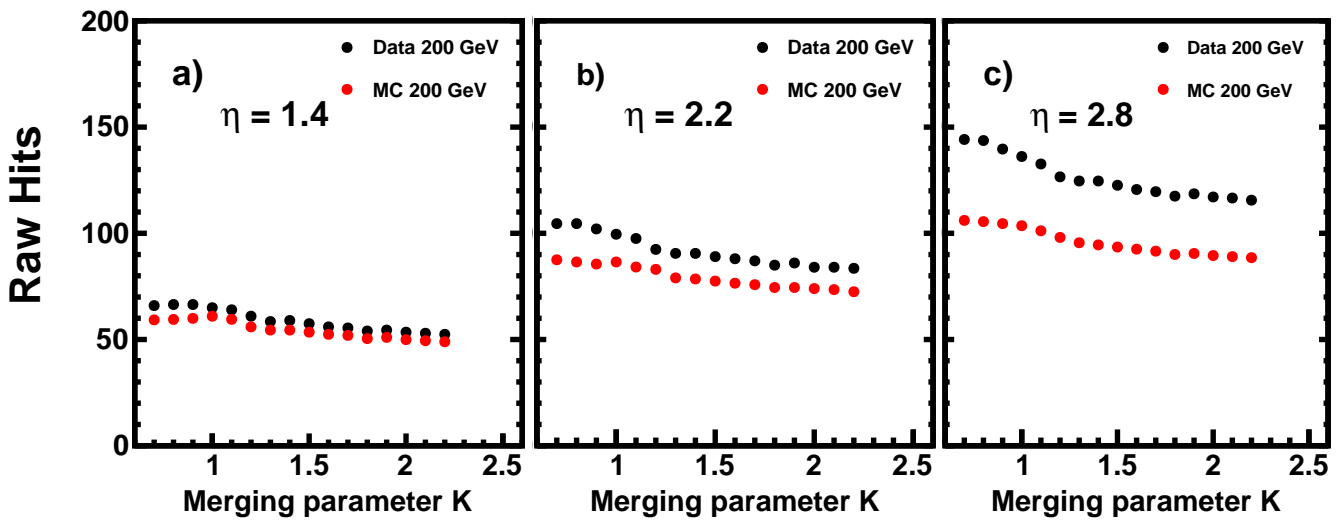 Raw Hits
200
150
100
50
0
a)
Data 200 GeV
MC 200 GeV
η = 1.4
1 1.5 2 2.5
Merging parameter K
b)
Data 200 GeV
MC 200 GeV
η = 2.2
1 1.5 2 2.5
Merging parameter K
c)
Data 200 GeV
MC 200 GeV
η = 2.8
1 1.5 2 2.5
Merging parameter K